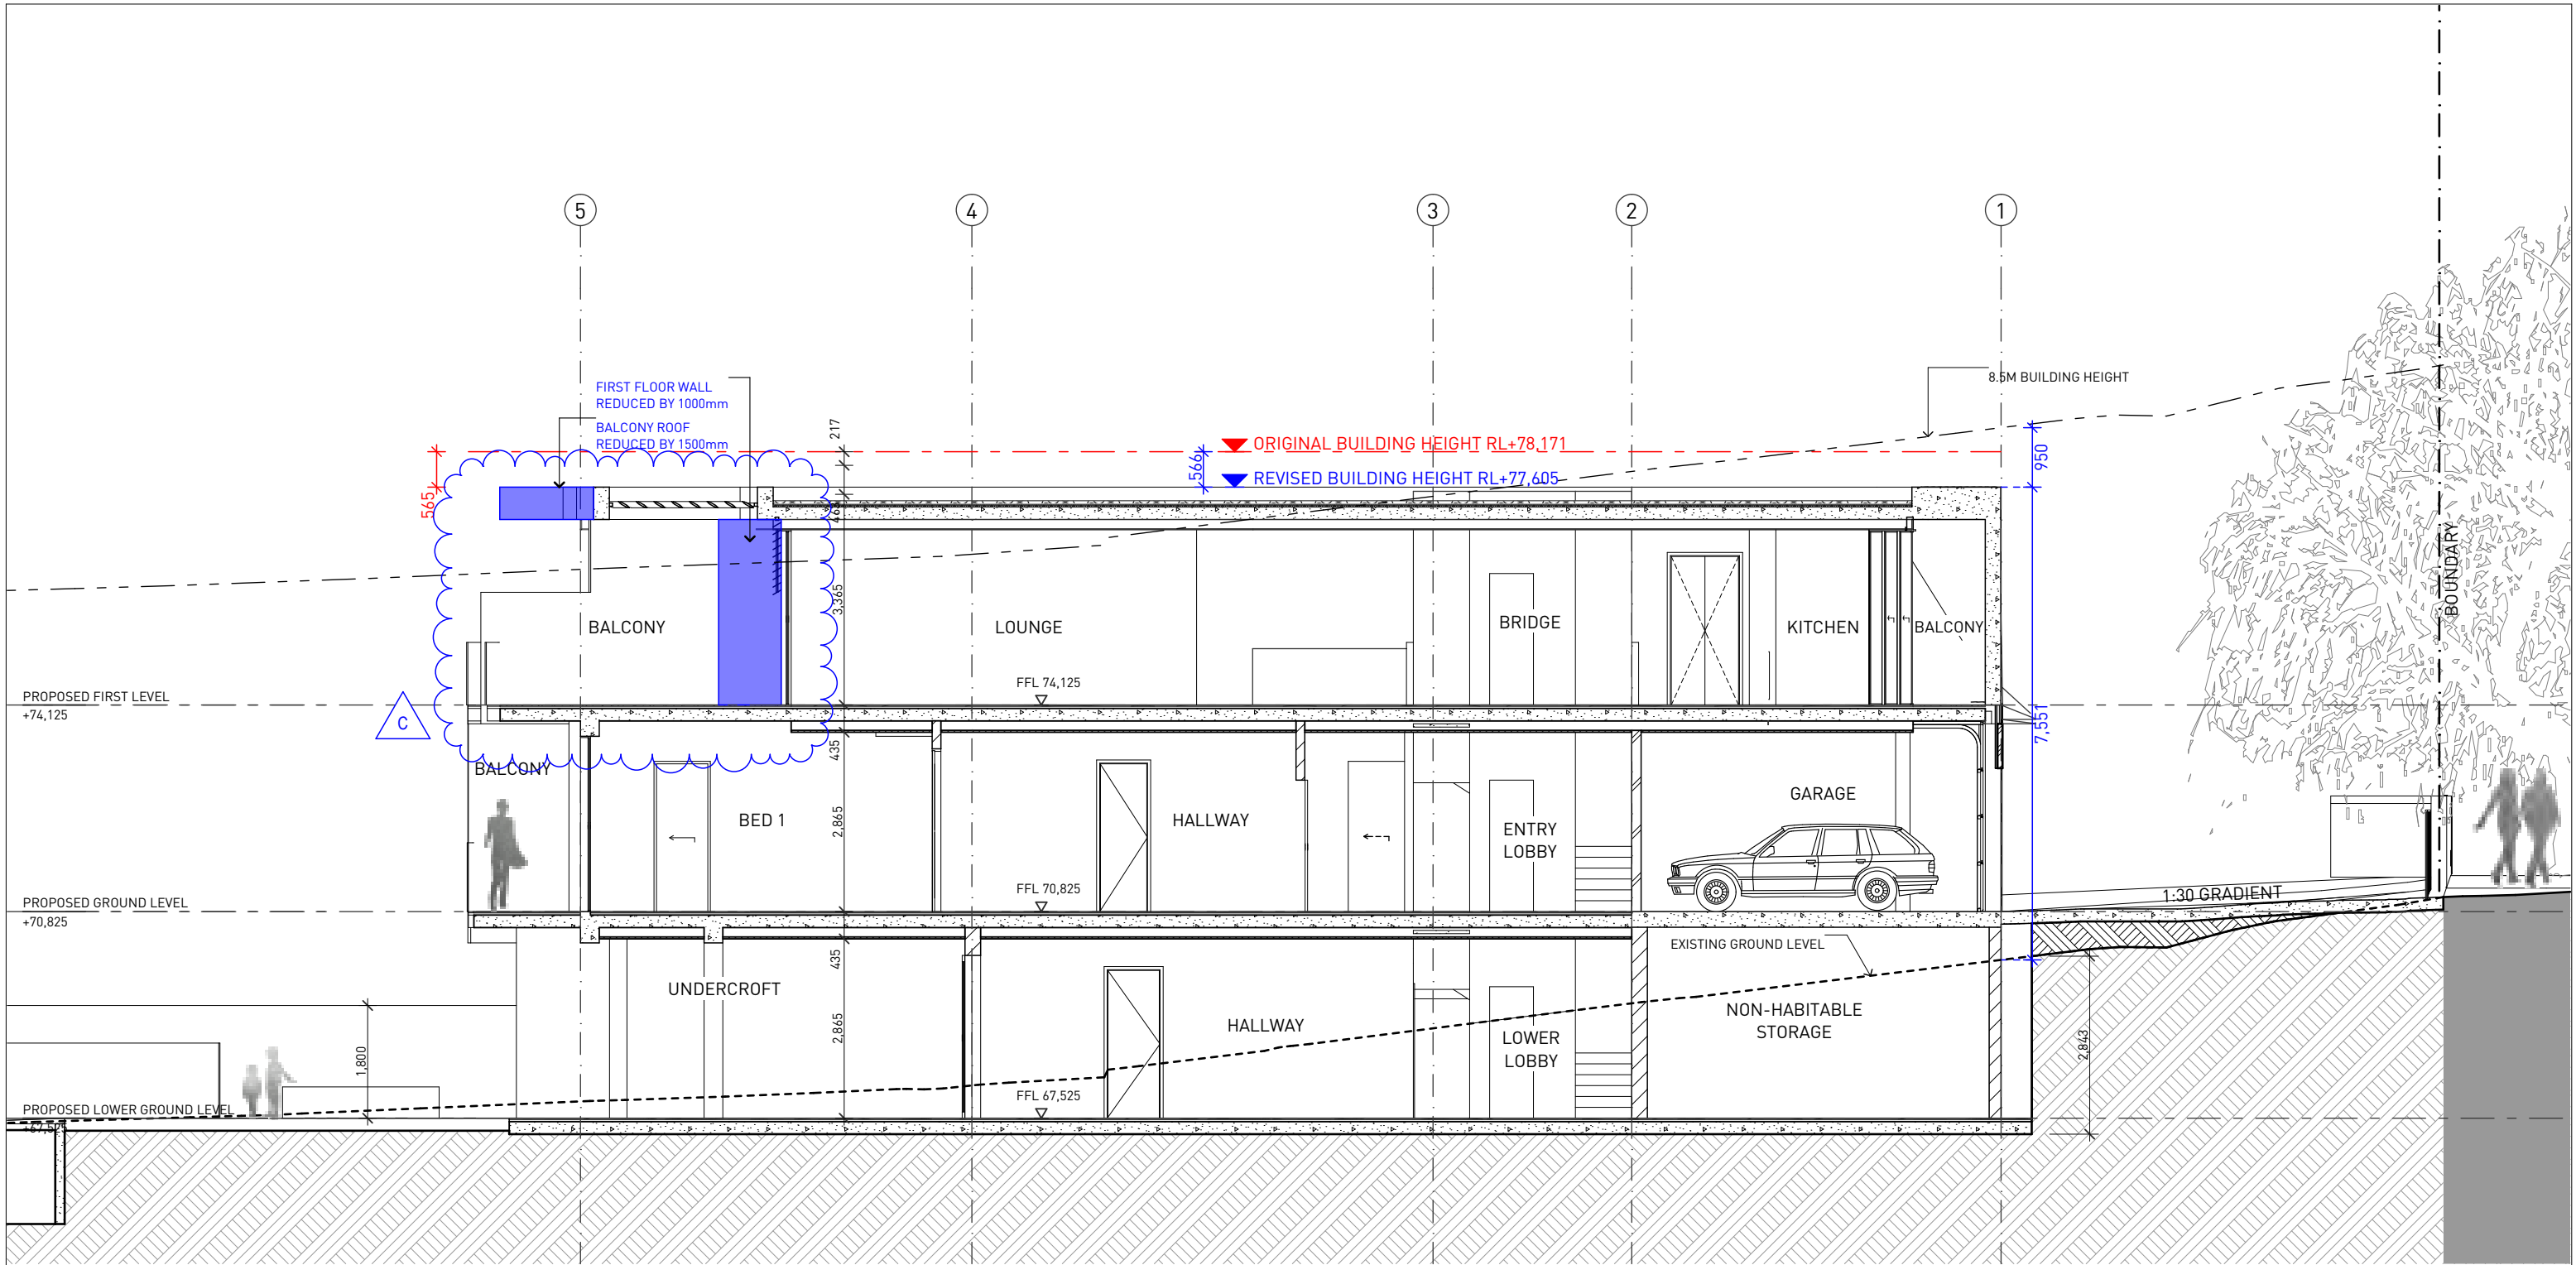 5
4
3
2
1
FIRST FLOOR WALL
REDUCED BY 1000mm
BALCONY ROOF
REDUCED BY 1500mm
8.5M BUILDING HEIGHT
217
ORIGINAL BUILDING HEIGHT RL+78,171
REVISED BUILDING HEIGHT RL+77,605
565
566
950
BALCONY
LOUNGE
3,365
BRIDGE
KITCHEN
BALCONY
BOUNDARY
FFL 74,125
PROPOSED FIRST LEVEL
+74,125
C
7,551
435
BALCONY
BED 1
2,865
HALLWAY
ENTRY
LOBBY
GARAGE
FFL 70,825
PROPOSED GROUND LEVEL
+70,825
1:30 GRADIENT
EXISTING GROUND LEVEL
435
UNDERCROFT
2,865
HALLWAY
LOWER
LOBBY
NON-HABITABLE
STORAGE
1,800
2,843
FFL 67,525
PROPOSED LOWER GROUND LEVEL